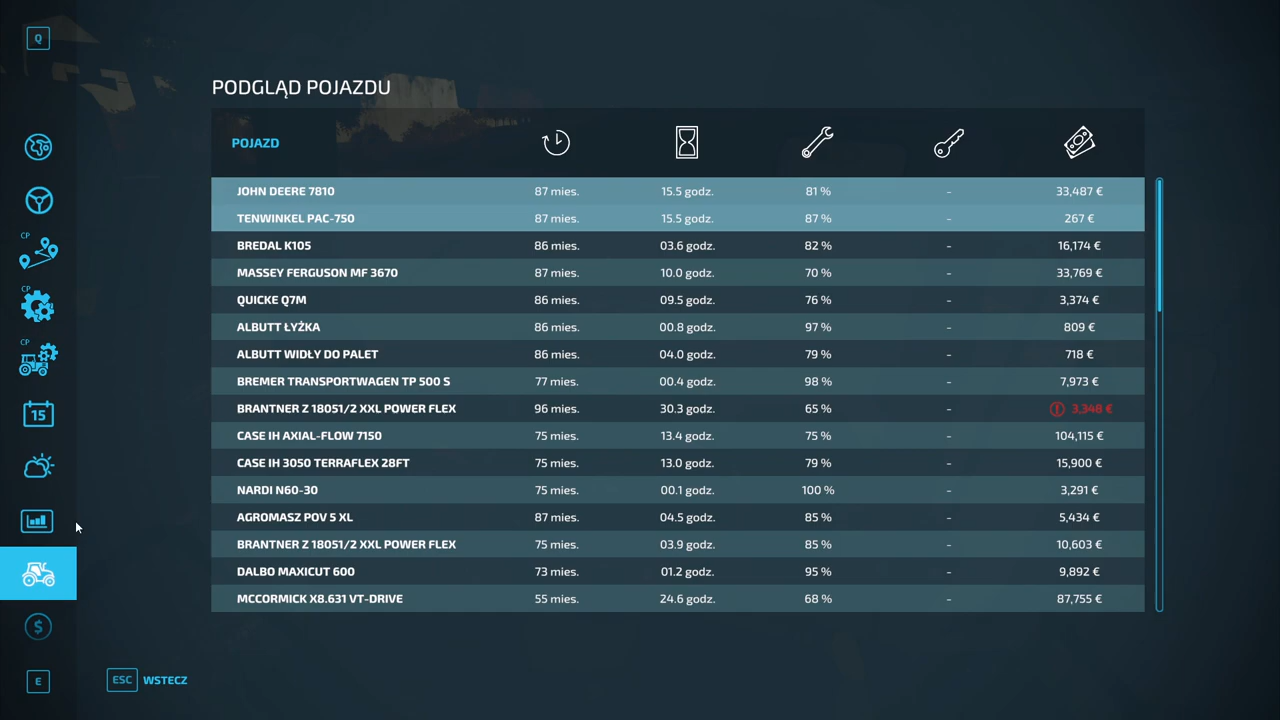 Q
PODGLĄD POJAZDU
POJAZD
JOHN DEERE 7810 87 mies. 15.5 godz. 81 % - 33,487 €
TENWINKEL PAC-750 87 mies. 15.5 godz. 87 % - 267 €
BREDAL K105 86 mies. 03.6 godz. 82 % - 16,174 €
MASSEY FERGUSON MF 3670 87 mies. 10.0 godz. 70 % - 33,769 €
QUICKE Q7M 86 mies. 09.5 godz. 76 % - 3,374 €
ALBUTT ŁYŻKA 86 mies. 00.8 godz. 97 % - 809 €
ALBUTT WIDŁY DO PALET 86 mies. 04.0 godz. 79 % - 718 €
BREMER TRANSPORTWAGEN TP 500 S 77 mies. 00.4 godz. 98 % - 7,973 €
BRANTNER Z 18051/2 XXL POWER FLEX 96 mies. 30.3 godz. 65 % - 3,348 €
CASE IH AXIAL-FLOW 7150 75 mies. 13.4 godz. 75 % - 104,115 €
CASE IH 3050 TERRAFLEX 28FT 75 mies. 13.0 godz. 79 % - 15,900 €
NARDI N60-30 75 mies. 00.1 godz. 100 % - 3,291 €
AGROMASZ POV 5 XL 87 mies. 04.5 godz. 85 % - 5,434 €
BRANTNER Z 18051/2 XXL POWER FLEX 75 mies. 03.9 godz. 85 % - 10,603 €
DALBO MAXICUT 600 73 mies. 01.2 godz. 95 % - 9,892 €
MCCORMICK X8.631 VT-DRIVE 55 mies. 24.6 godz. 68 % - 87,755 €
CP
CP
CP
15
$
E
ESC WSTECZ